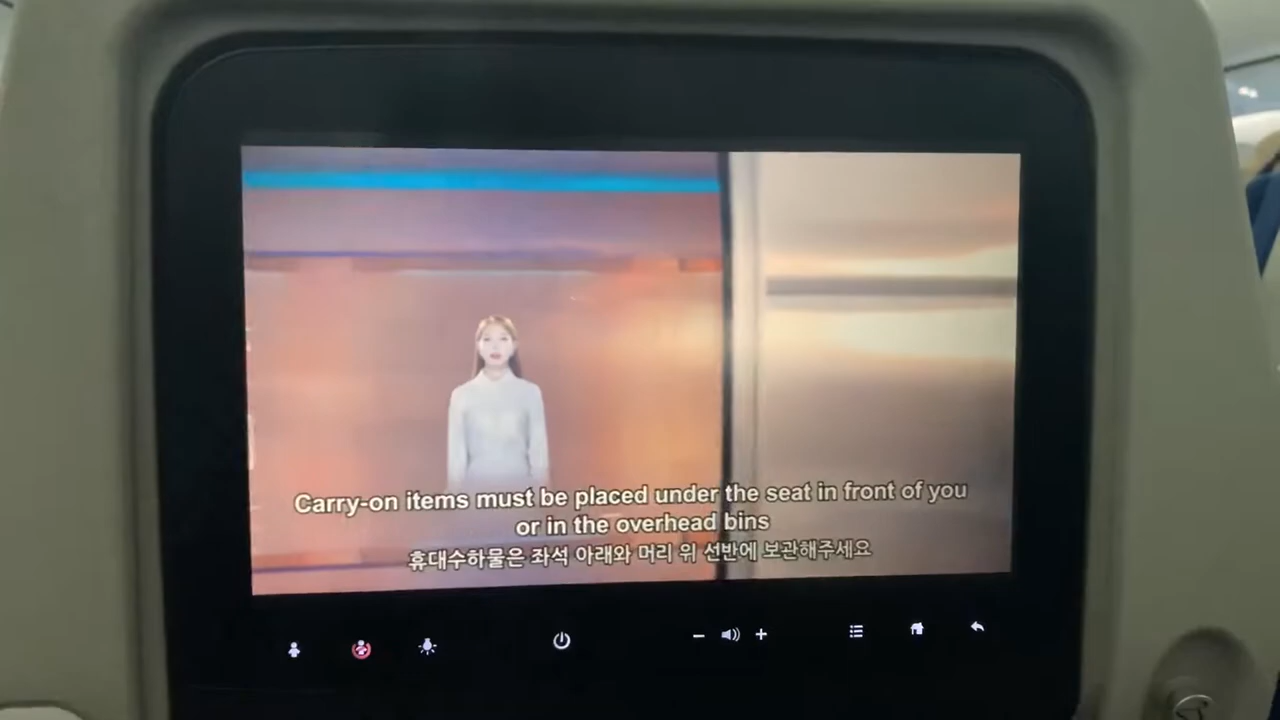 Carry-on items must be placed under the seat in front of you
or in the overhead bins
휴대수하물은 좌석 아래와 머리 위 선반에 보관해주세요